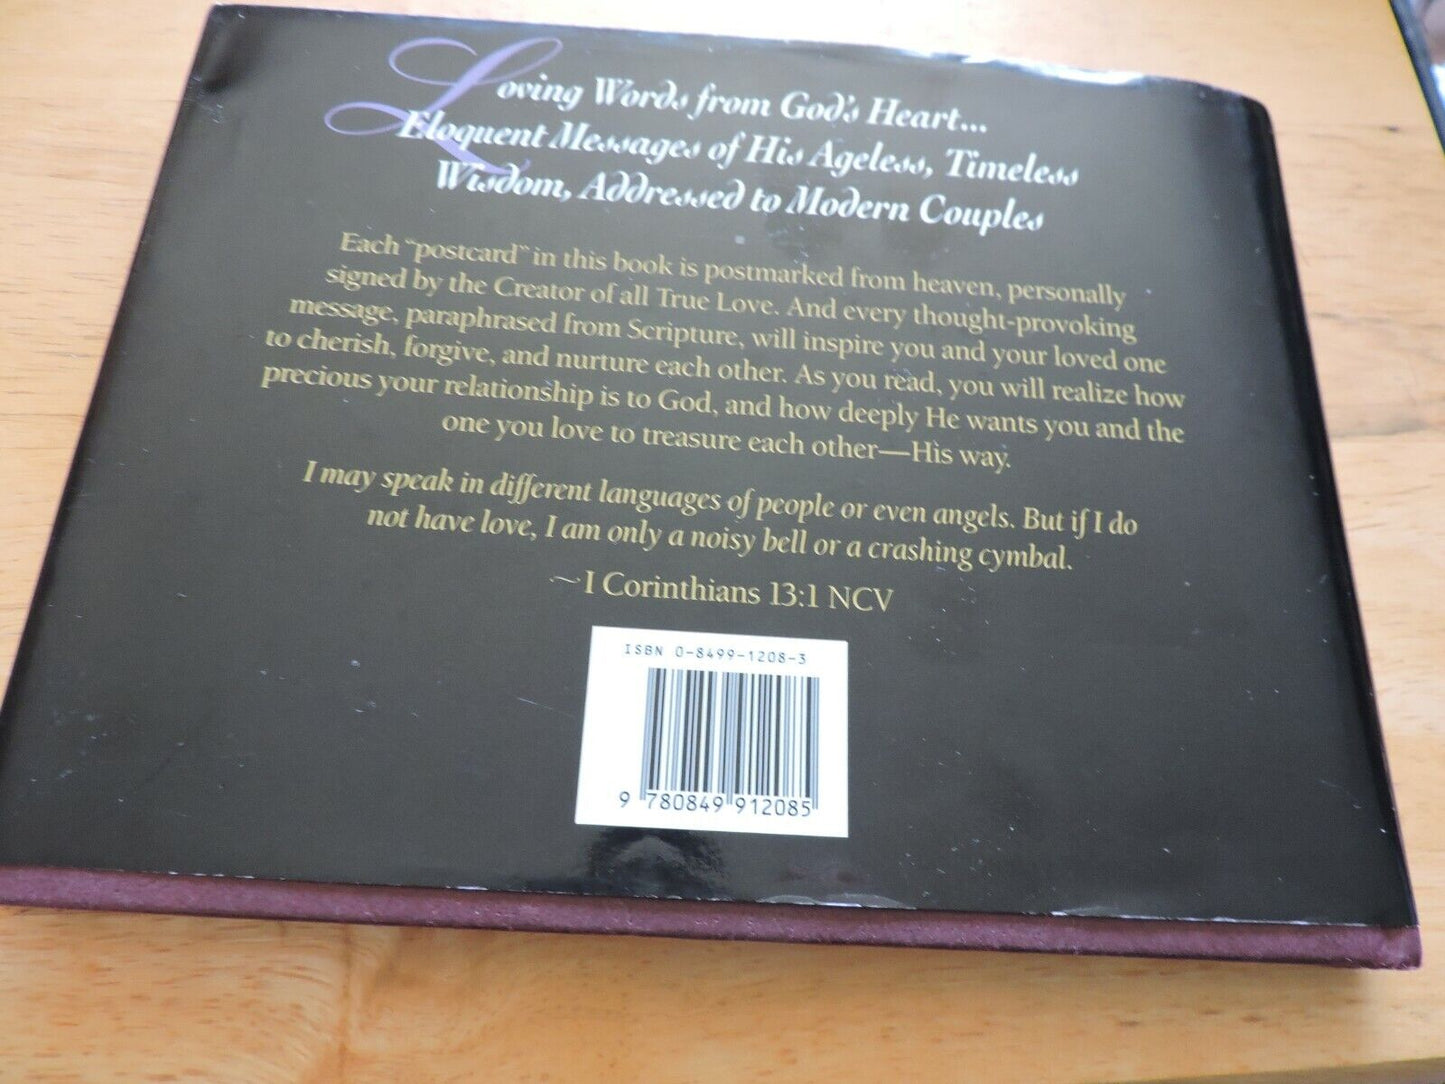 Loving Words from God's Heart...
Eloquent Messages of His Ageless, Timeless
Wisdom, Addressed to Modern Couples
Each "postcard" in this book is postmarked from heaven, personally
signed by the Creator of all True Love. And every thought-provoking
message, paraphrased from Scripture, will inspire you and your loved one
to cherish, forgive, and nurture each other. As you read, you will realize how
precious your relationship is to God, and how deeply He wants you and the
one you love to treasure each other—His way.
I may speak in different languages of people or even angels. But if I do
not have love, I am only a noisy bell or a crashing cymbal.
~I Corinthians 13:1 NCV
ISBN 0-8499-1208-3
9 780849 912085